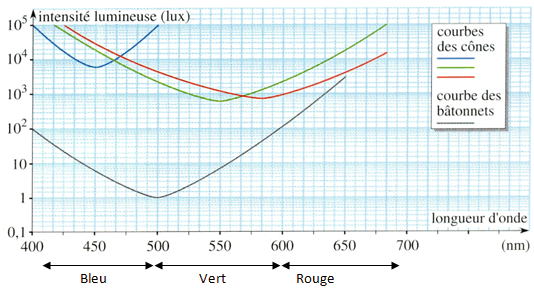 intensité lumineuse (lux)
10⁵
10⁴
10³
10²
10
1
0,1
courbes
des cônes
courbe des
bâtonnets
longueur d'onde
400 450 500 550 600 650 700 (nm)
Bleu Vert Rouge